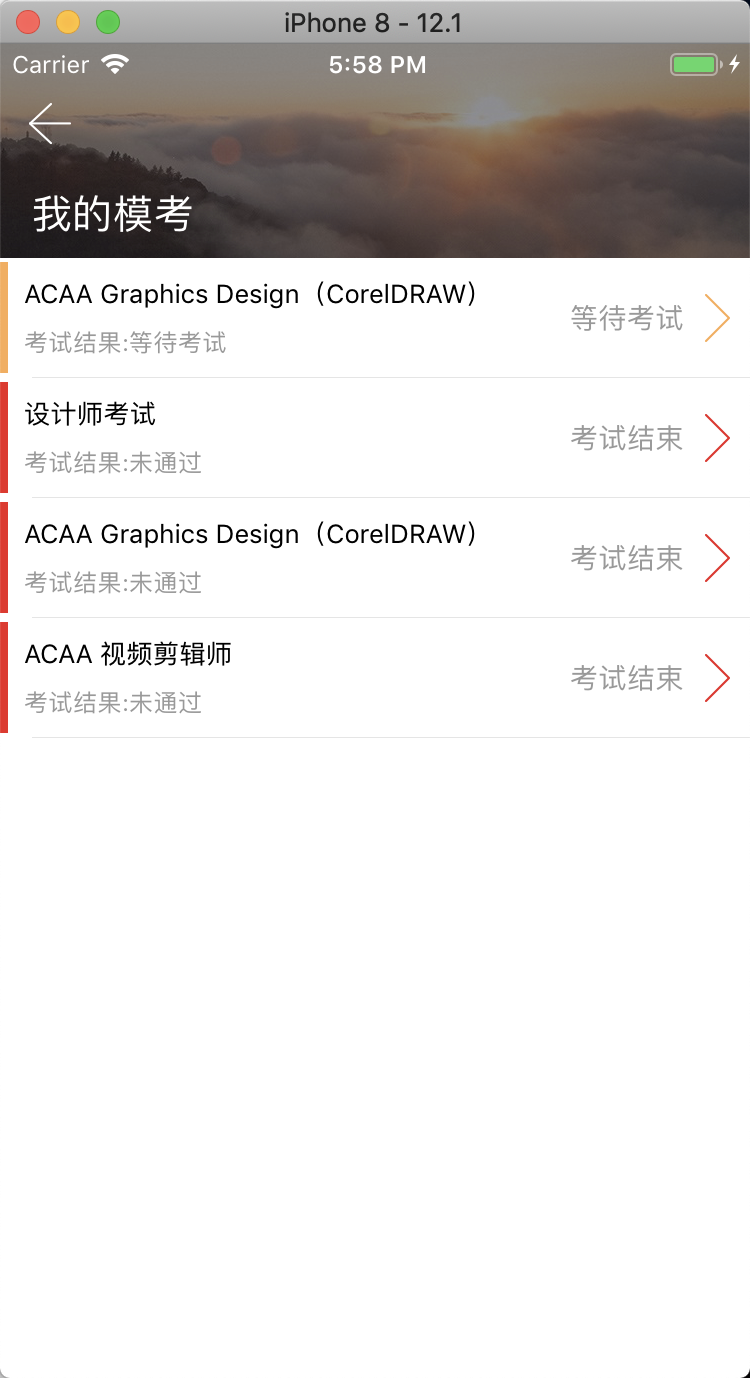 iPhone 8 - 12.1
Carrier 5:58 PM
我的模考
ACAA Graphics Design（CorelDRAW）
考试结果:等待考试
等待考试
设计师考试
考试结果:未通过
考试结束
ACAA Graphics Design（CorelDRAW）
考试结果:未通过
考试结束
ACAA 视频剪辑师
考试结果:未通过
考试结束